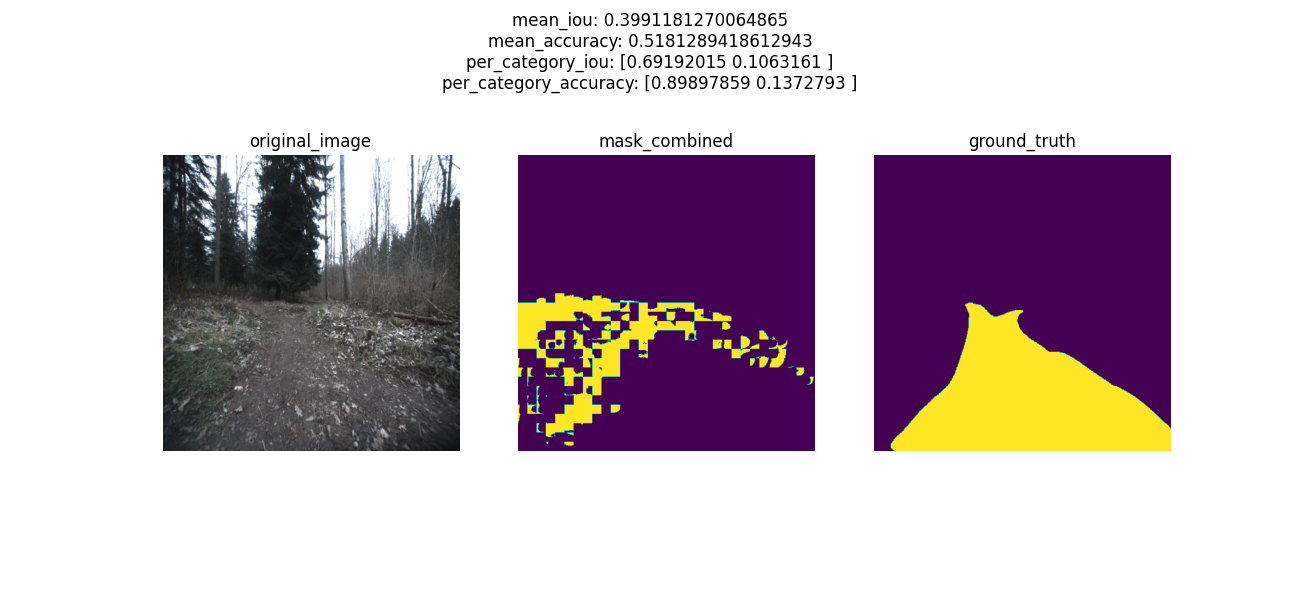 mean_iou: 0.3991181270064865
mean_accuracy: 0.5181289418612943
per_category_iou: [0.69192015 0.1063161 ]
per_category_accuracy: [0.89897859 0.1372793 ]
original_image
mask_combined
ground_truth